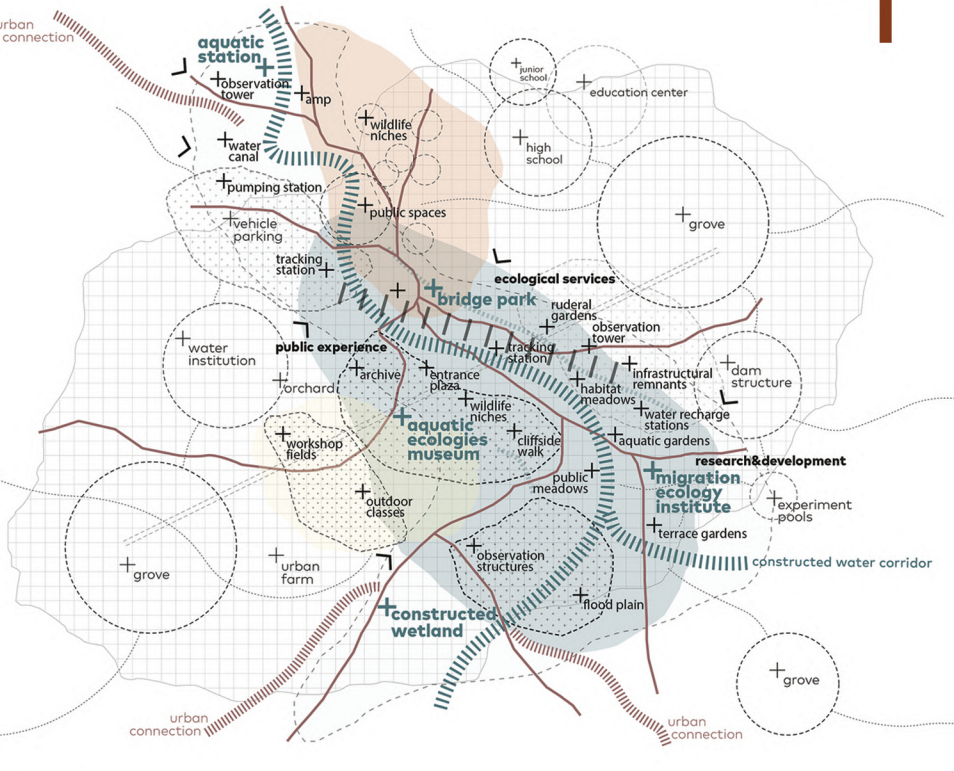 urban
connection
aquatic
station
observation
tower
amp
junior
school
education center
wildlife
niches
high
school
water
canal
pumping station
vehicle
parking
public spaces
grove
tracking
station
ecological services
bridge park
ruderal
gardens
observation
tower
water
institution
public experience
tracking
station
archive
entrance
plaza
infrastructural
remnants
dam
structure
orchard
habitat
meadows
wildlife
niches
water recharge
stations
aquatic
ecologies
museum
workshop
fields
cliffside
walk
aquatic gardens
research&development
public
meadows
migration
ecology
institute
outdoor
classes
experiment
pools
terrace gardens
observation
structures
urban
farm
grove
constructed water corridor
flood plain
constructed
wetland
grove
urban
connection
urban
connection